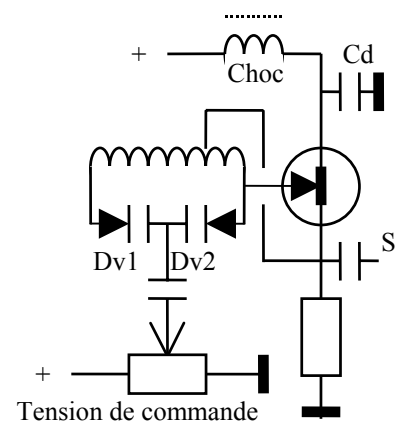 +
Choc
Cd
S
Dv1
Dv2
+
Tension de commande